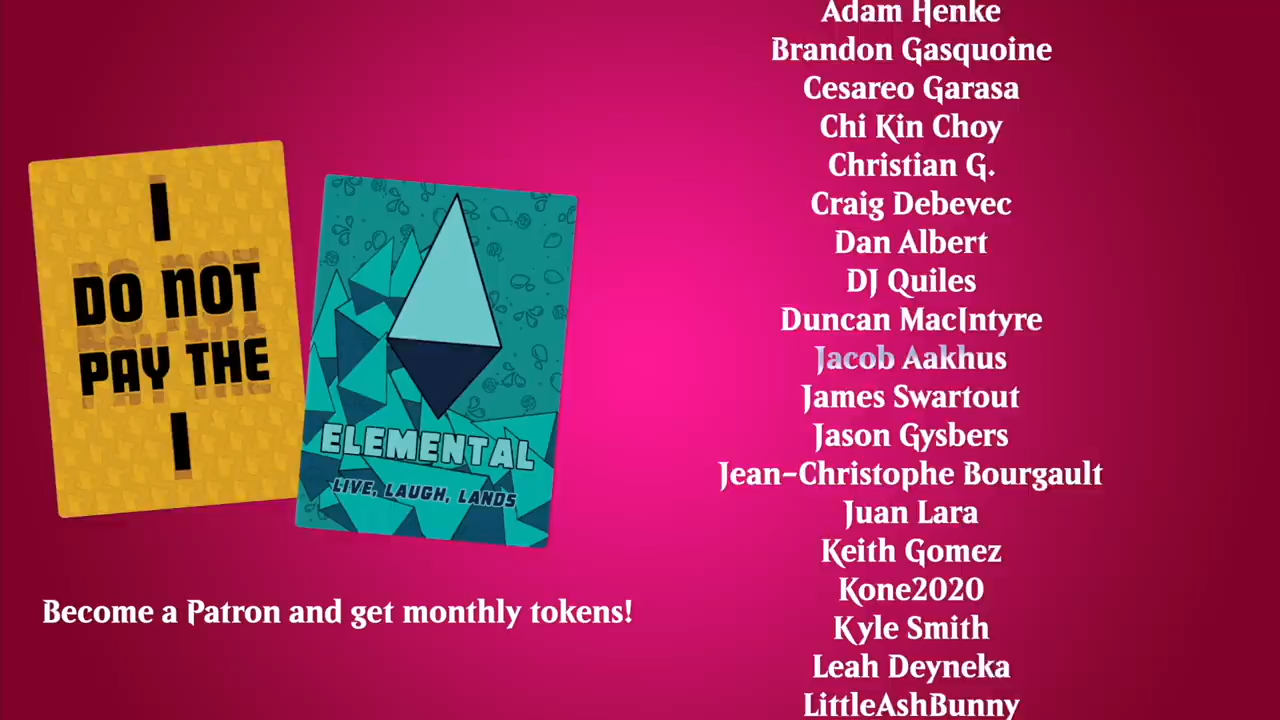 I
DO NOT
PAY THE
I
ELEMENTAL
LIVE, LAUGH, LANDS
Become a Patron and get monthly tokens!
Adam Henke
Brandon Gasquoine
Cesareo Garasa
Chi Kin Choy
Christian G.
Craig Debevec
Dan Albert
DJ Quiles
Duncan MacIntyre
Jacob Aakhus
James Swartout
Jason Gysbers
Jean-Christophe Bourgault
Juan Lara
Keith Gomez
Kone2020
Kyle Smith
Leah Deyneka
LittleAshBunny